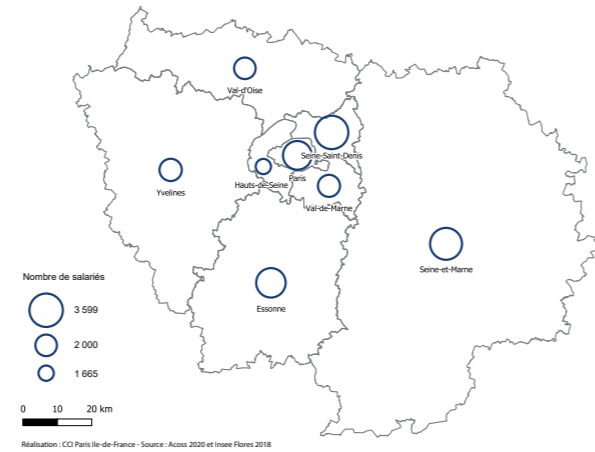 Val-d'Oise
Seine-Saint-Denis
Paris
Hauts-de-Seine
Yvelines
Val-de-Marne
Seine-et-Marne
Essonne
Nombre de salariés
3 599
2 000
1 665
0 10 20 km
Réalisation : CCI Paris Ile-de-France - Source : Acoss 2020 et Insee Flores 2018